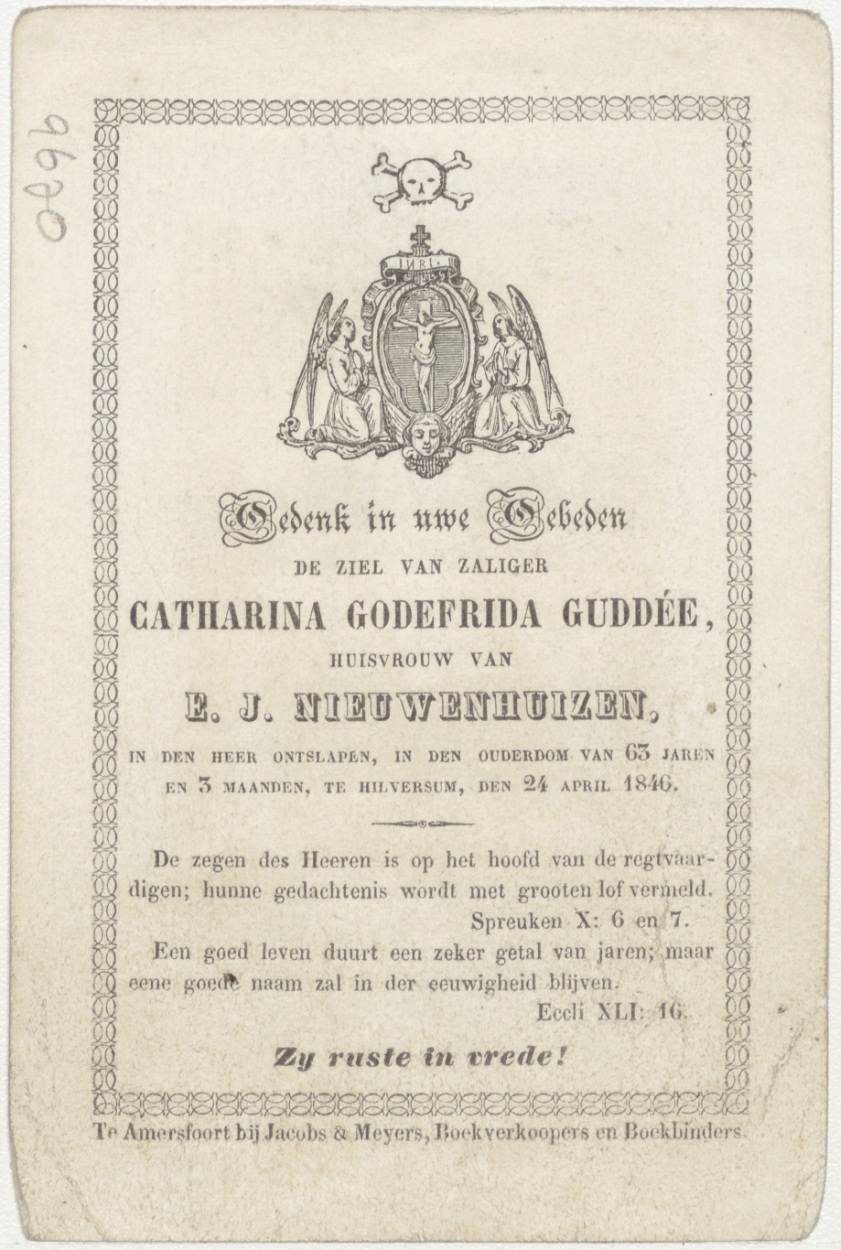 9690
INRI.
Gedenk in uwe Gebeden
DE ZIEL VAN ZALIGER
CATHARINA GODEFRIDA GUDDÉE,
HUISVROUW VAN
E. J. NIEUWENHUIZEN,
IN DEN HEER ONTSLAPEN, IN DEN OUDERDOM VAN 63 JAREN
EN 3 MAANDEN, TE HILVERSUM, DEN 24 APRIL 1846.
De zegen des Heeren is op het hoofd van de regtvaar-
digen; hunne gedachtenis wordt met grooten lof vermeld.
Spreuken X: 6 en 7.
Een goed leven duurt een zeker getal van jaren; maar
eene goede naam zal in der eeuwigheid blijven.
Eccli XLI: 16.
Zy ruste in vrede!
Te Amersfoort bij Jacobs & Meyers, Boekverkoopers en Boekbinders.